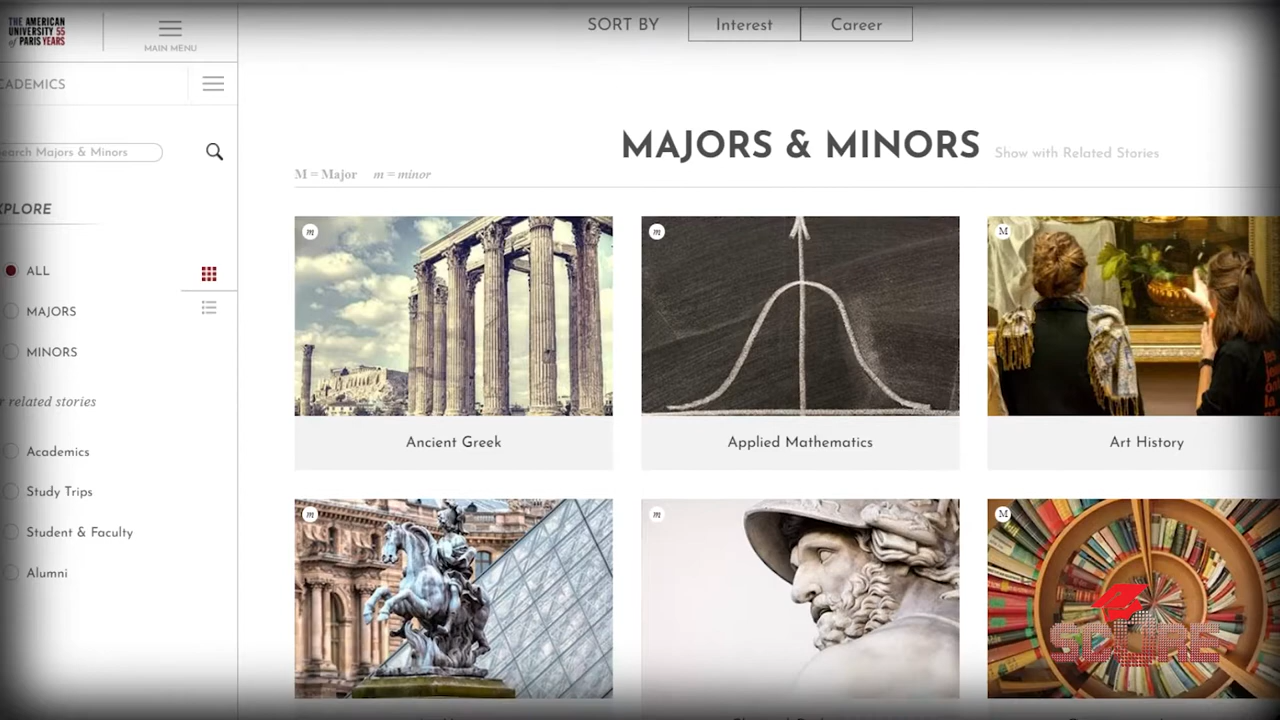 THE AMERICAN
UNIVERSITY 55
of PARIS YEARS
MAIN MENU
SORT BY
Interest
Career
CADEMICS
earch Majors & Minors
MAJORS & MINORS
Show with Related Stories
M = Major m = minor
XPLORE
ALL
MAJORS
MINORS
r related stories
Academics
Study Trips
Student & Faculty
Alumni
m
m
M
Ancient Greek
Applied Mathematics
Art History
m
m
M